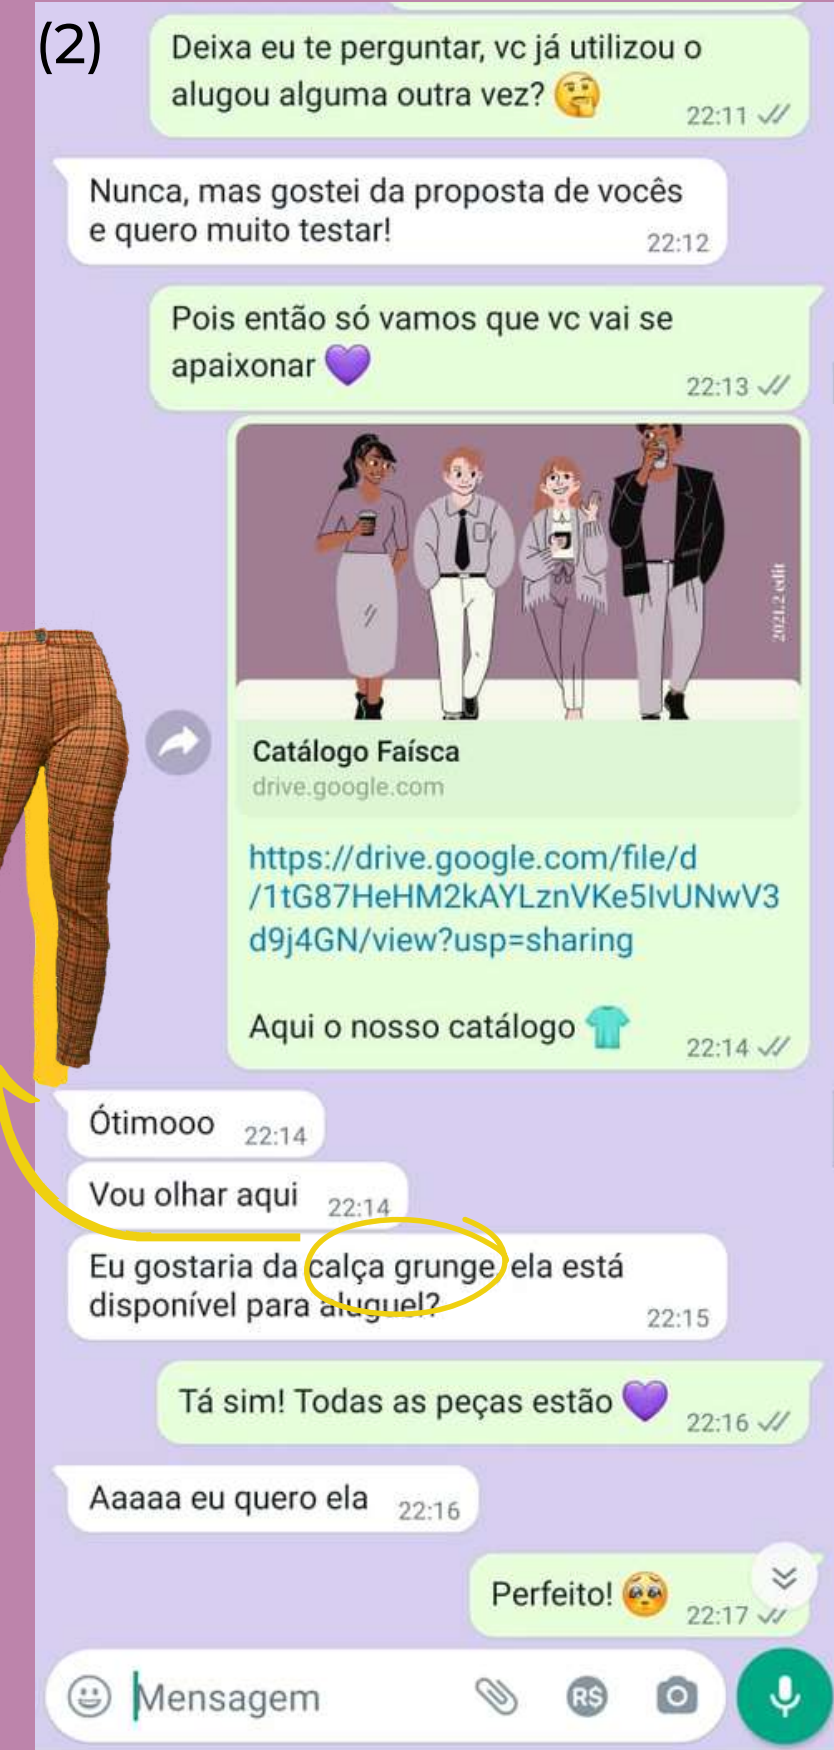 (2)
Deixa eu te perguntar, vc já utilizou o
alugou alguma outra vez? 🤔
22:11
Nunca, mas gostei da proposta de vocês
e quero muito testar!
22:12
Pois então só vamos que vc vai se
apaixonar 💜
22:13
2021.2 edit
Catálogo Faísca
drive.google.com
https://drive.google.com/file/d
/1tG87HeHM2kAYLznVKe5IvUNwV3
d9j4GN/view?usp=sharing
Aqui o nosso catálogo 👕
22:14
Ótimooo 22:14
Vou olhar aqui 22:14
Eu gostaria da calça grunge, ela está
disponível para aluguel?
22:15
Tá sim! Todas as peças estão 💜 22:16
Aaaaa eu quero ela 22:16
Perfeito! 🥺 22:17
Mensagem R$